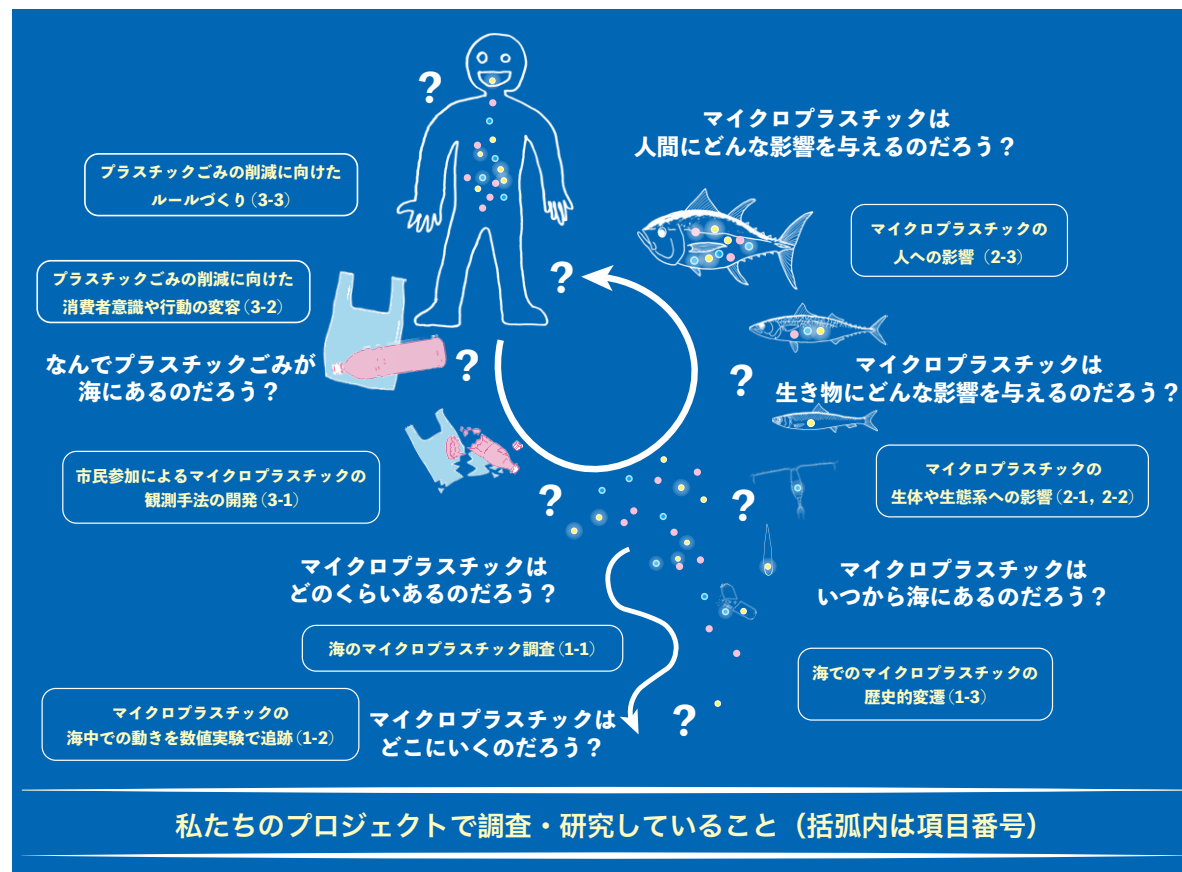 ?
マイクロプラスチックは
人間にどんな影響を与えるのだろう？
プラスチックごみの削減に向けた
ルールづくり（3-3）
マイクロプラスチックの
人への影響（2-3）
プラスチックごみの削減に向けた
消費者意識や行動の変容（3-2）
?
なんでプラスチックごみが
海にあるのだろう？
?
?
マイクロプラスチックは
生き物にどんな影響を与えるのだろう？
市民参加によるマイクロプラスチックの
観測手法の開発（3-1）
マイクロプラスチックの
生体や生態系への影響（2-1，2-2）
?
?
マイクロプラスチックは
どのくらいあるのだろう？
マイクロプラスチックは
いつから海にあるのだろう？
海のマイクロプラスチック調査（1-1）
海でのマイクロプラスチックの
歴史的変遷（1-3）
マイクロプラスチックの
海中での動きを数値実験で追跡（1-2）
マイクロプラスチックは
どこにいくのだろう？
?
私たちのプロジェクトで調査・研究していること（括弧内は項目番号）